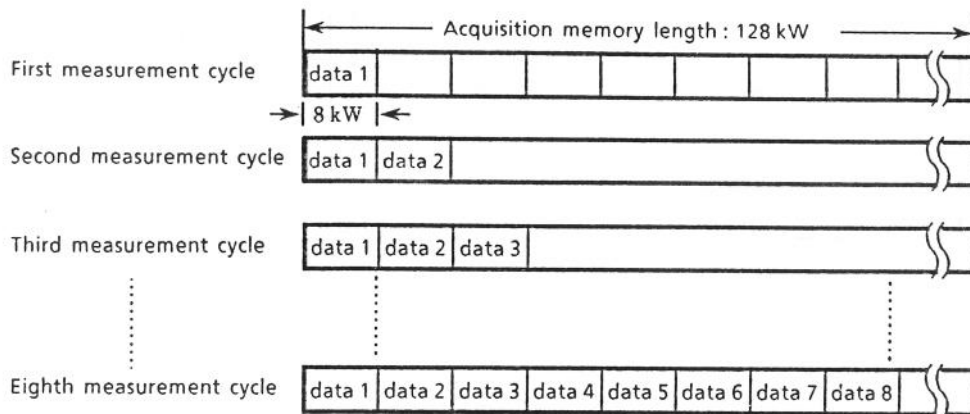 Acquisition memory length : 128 kW
First measurement cycle
data 1
8 kW
Second measurement cycle
data 1 data 2
Third measurement cycle
data 1 data 2 data 3
Eighth measurement cycle
data 1 data 2 data 3 data 4 data 5 data 6 data 7 data 8